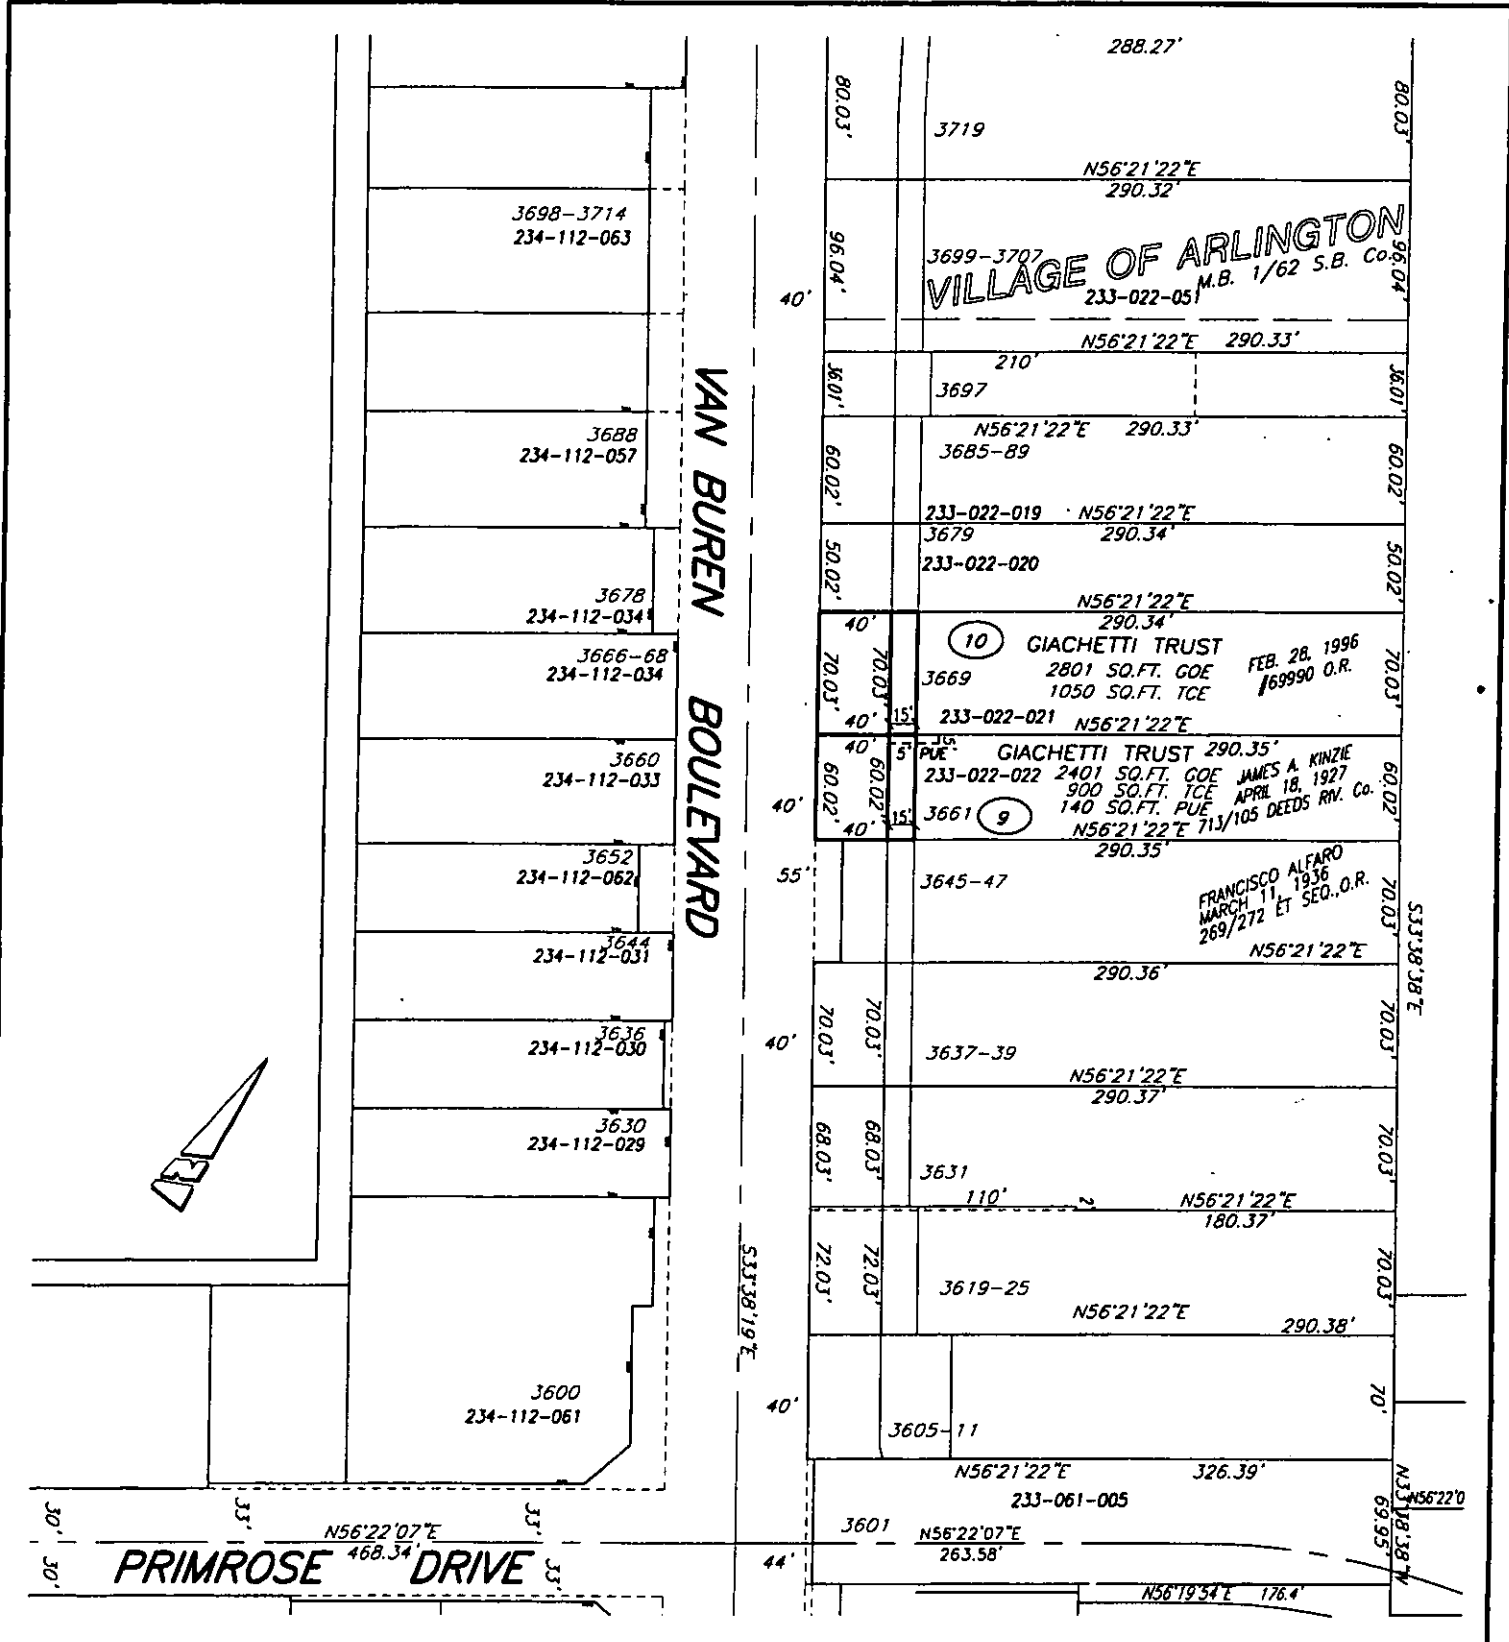 288.27'
80.03'
80.03'
3719
N56°21'22"E
290.32'
3698-3714
234-112-063
96.04'
3699-3707
VILLAGE OF ARLINGTON
M.B. 1/62 S.B. Co.
233-022-051
96.04'
40'
N56°21'22"E 290.33'
36.01'
210'
3697
36.01'
N56°21'22"E 290.33'
3688
234-112-057
60.02'
3685-89
60.02'
233-022-019 N56°21'22"E
3679 290.34'
50.02'
233-022-020
50.02'
VAN BUREN BOULEVARD
3678
234-112-034
N56°21'22"E
290.34'
40'
10 GIACHETTI TRUST
FEB. 28, 1996
2801 SQ.FT. GOE
#69990 O.R.
3666-68
234-112-034
70.03'
70.03'
3669
1050 SQ.FT. TCE
70.03'
40'
15'
233-022-021 N56°21'22"E
3660
234-112-033
40'
5' PUE
5'
GIACHETTI TRUST 290.35'
JAMES A. KINZIE
233-022-022 2401 SQ.FT. GOE
APRIL 18, 1927
900 SQ.FT. TCE
60.02'
60.02'
3661 9 140 SQ.FT. PUE
713/105 DEEDS RIV. Co.
60.02'
40'
40'
15'
N56°21'22"E
290.35'
3652
234-112-062
55'
3645-47
FRANCISCO ALFARO
MARCH 11, 1936
269/272 ET SEQ.,O.R.
70.03'
S33°38'38"E
N56°21'22"E
290.36'
3644
234-112-031
3636
234-112-030
40'
70.03'
70.03'
3637-39
70.03'
N56°21'22"E
290.37'
3630
234-112-029
68.03'
68.03'
3631
70.03'
110'
2'
N56°21'22"E
180.37'
S33°38'19"E
72.03'
72.03'
3619-25
70.03'
N56°21'22"E
290.38'
3600
234-112-061
40'
3605-11
70'
N56°21'22"E 326.39'
233-061-005
N33°38'38"W
69.95'
N56°22'0
30'
33'
33'
N56°22'07"E
468.34'
3601
N56°22'07"E
263.58'
30'
PRIMROSE DRIVE
33'
44'
N56°19'54"E 176.4'
N